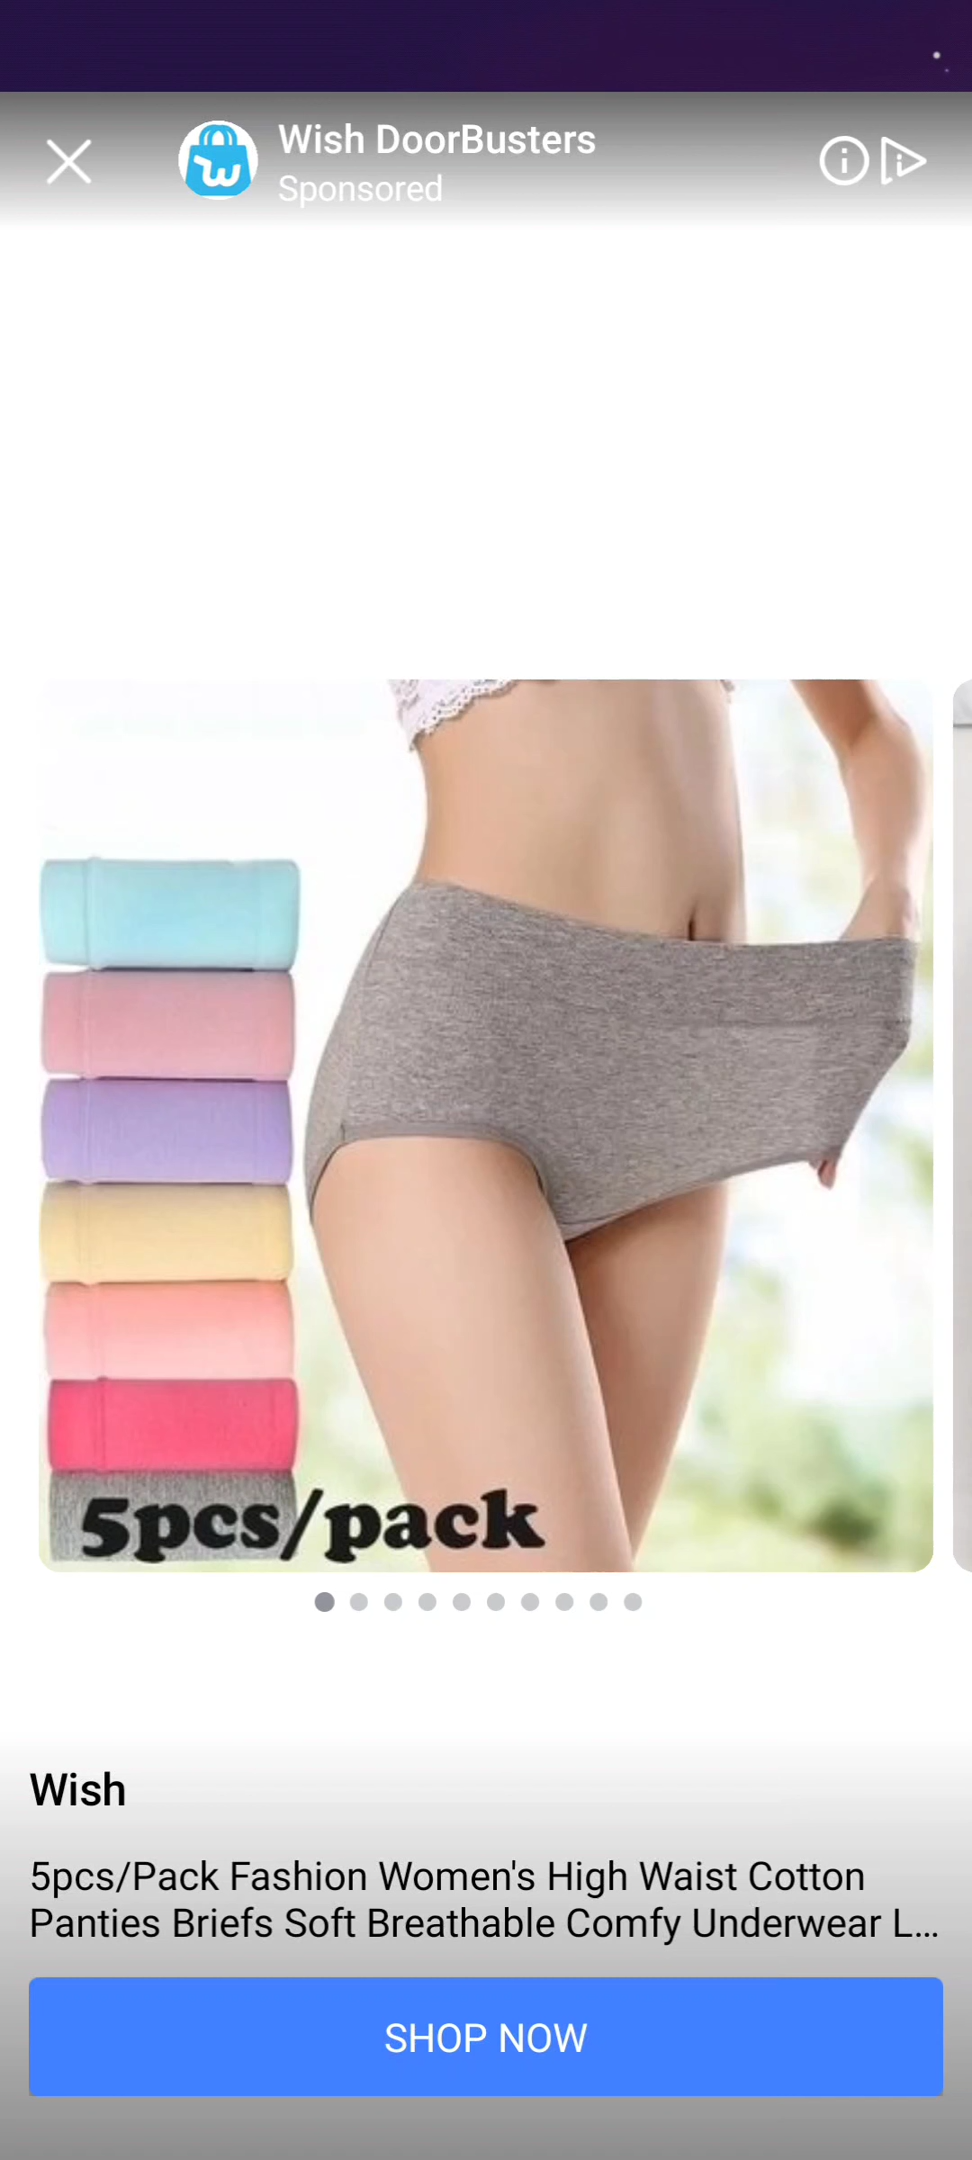 Wish DoorBusters
Sponsored
5pcs/pack
Wish
5pcs/Pack Fashion Women's High Waist Cotton
Panties Briefs Soft Breathable Comfy Underwear L...
SHOP NOW